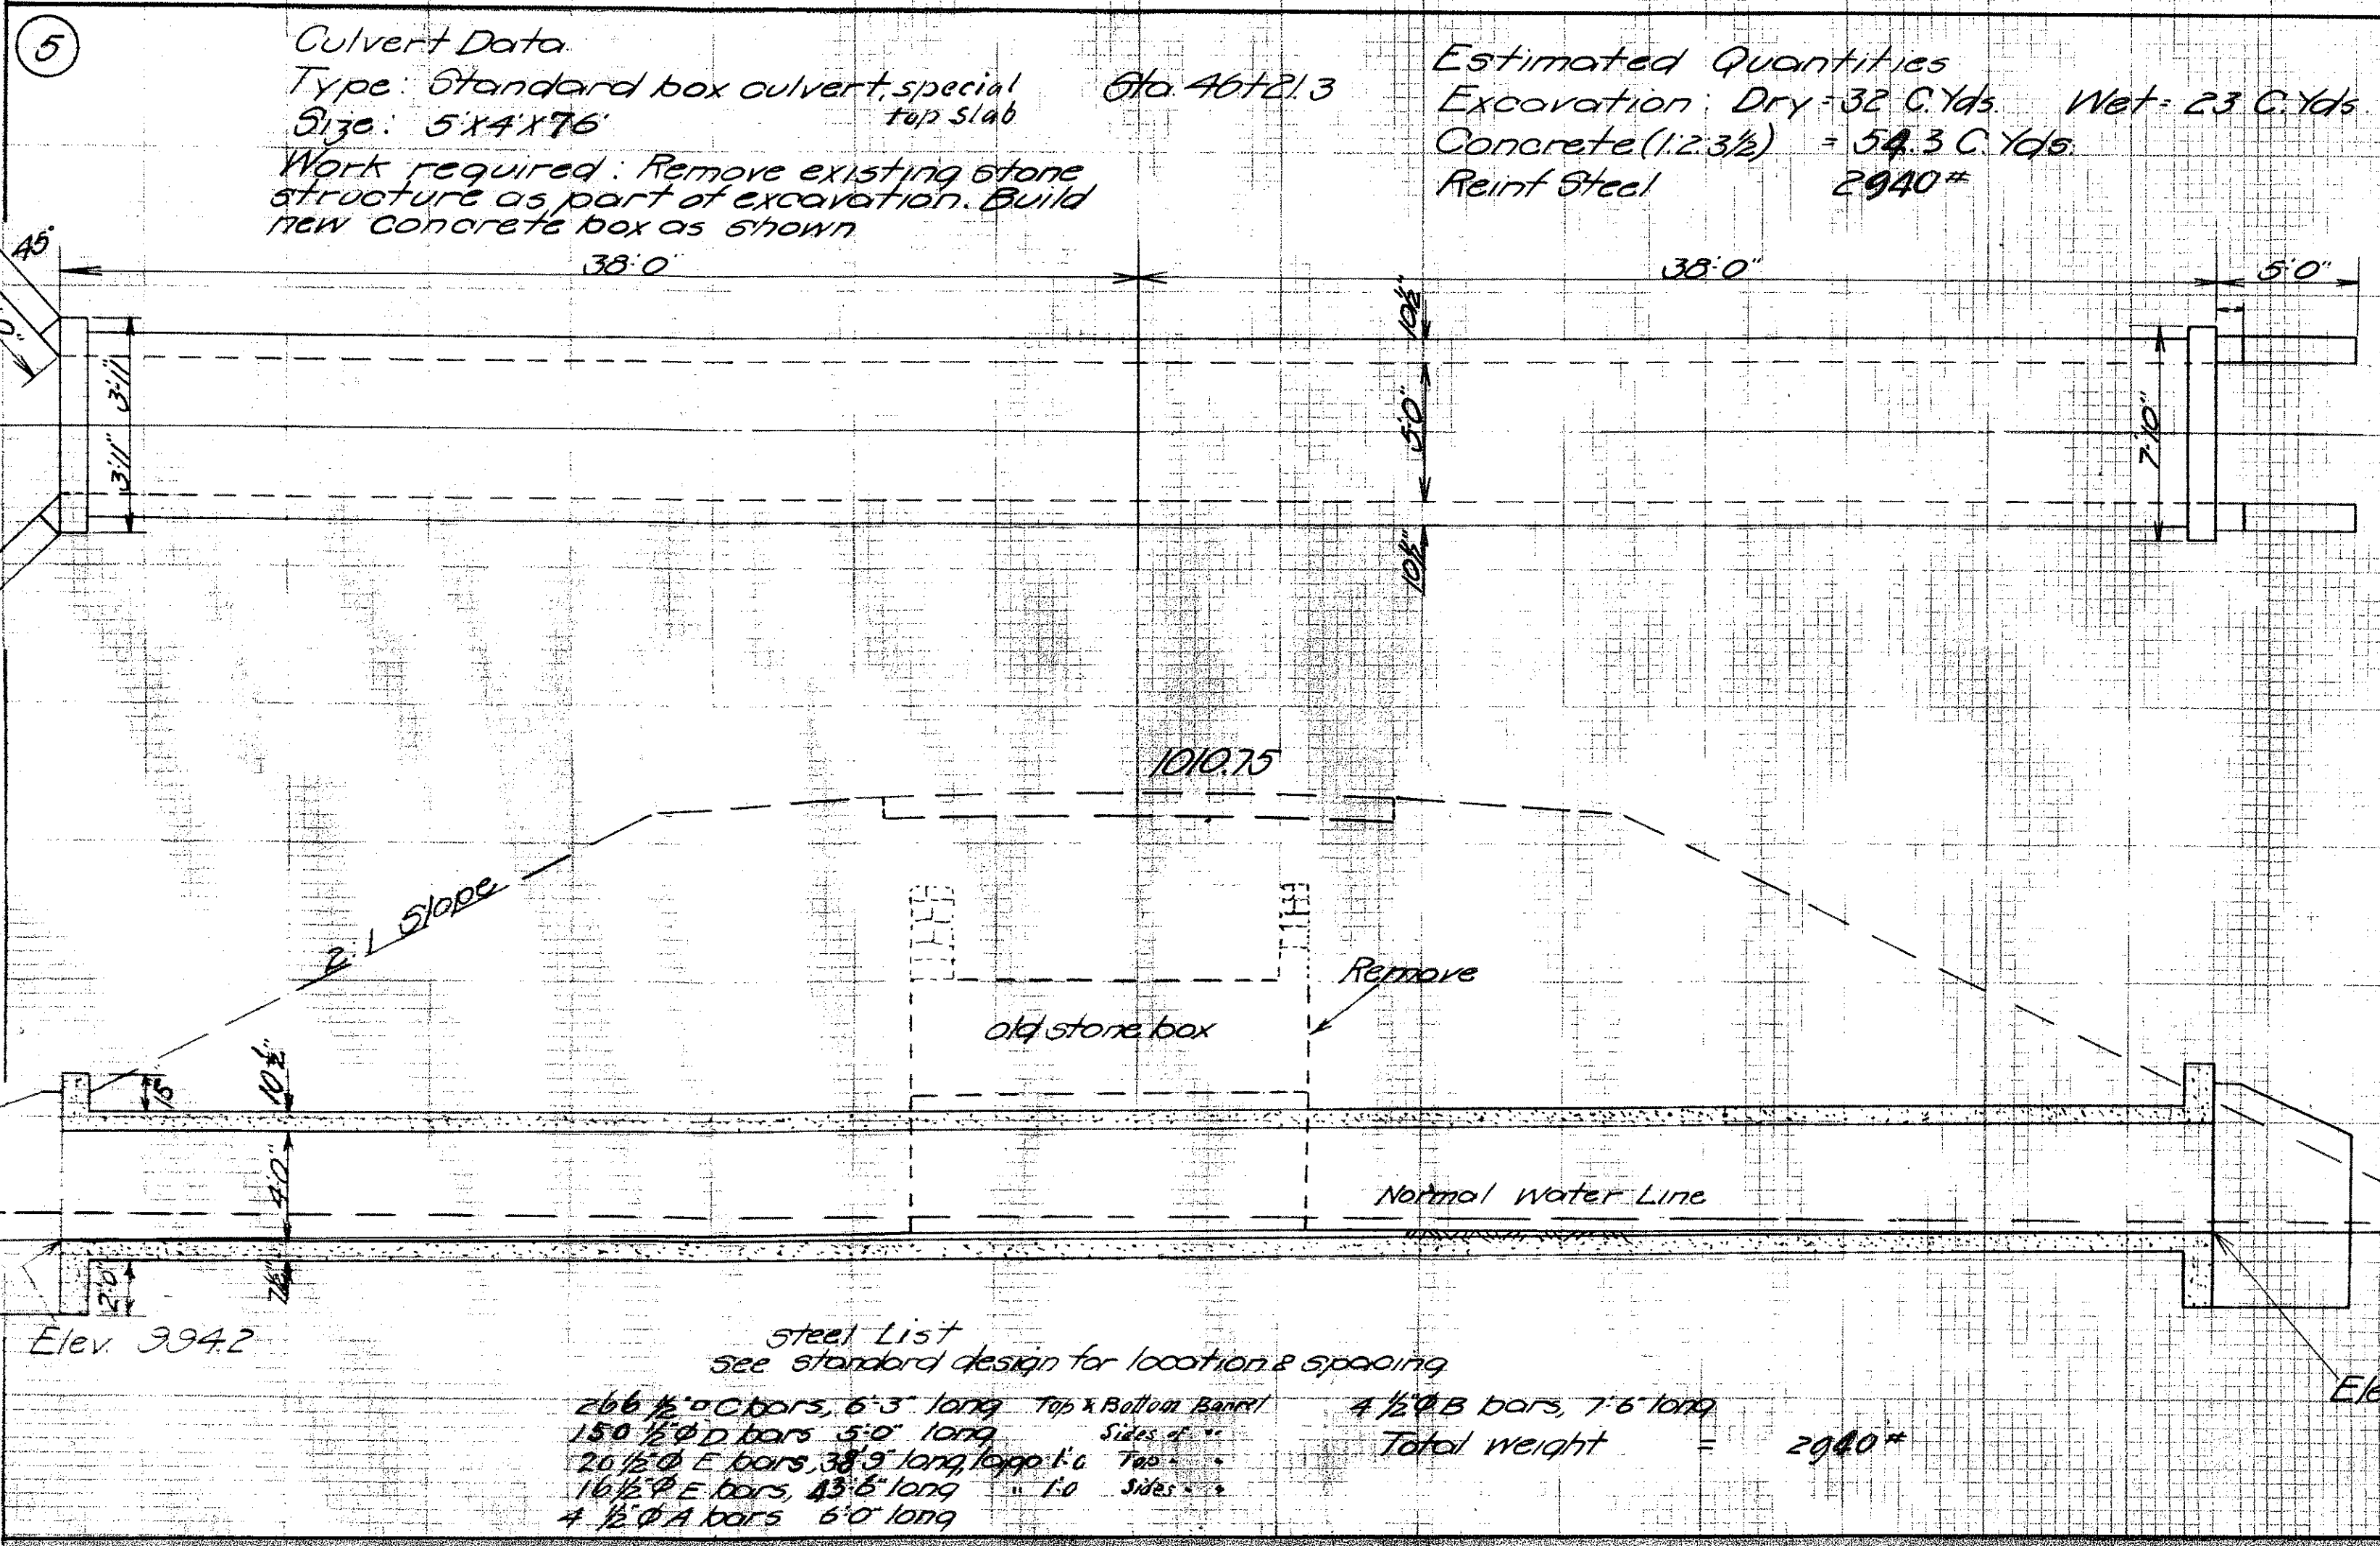 5
Culvert Data
Type: Standard box culvert, special top slab
Sta. 46+21.3
Size: 5'x4'x76'
Work required: Remove existing stone
structure as part of excavation. Build
new concrete box as shown
Estimated Quantities
Excavation: Dry = 32 C.Yds. Wet = 23 C.Yds.
Concrete (1:2:3½) = 54.3 C.Yds.
Reinf Steel 2940#
45°
38'-0"
38'-0"
5'-0"
10½"
3'-11"
3'-11"
5'-0"
7'-10"
10½"
1010.75
2:1 Slope
Remove
old stone box
15"
10½"
4'-0"
Normal Water Line
2'-0"
7½"
Elev. 994.2
Steel List
see standard design for location & spacing
266 ½"□ C bars, 6'-3" long Top & Bottom Barrel
150 ½"Φ D bars 5'-0" long Sides of "
20 ½"Φ E bars, 38'-9" long, lapp 1'-0 Top " "
16 ½"Φ E bars, 43'-6" long " 1'-0 Sides " "
4 ½"Φ A bars 6'-0" long
4 ½"Φ B bars, 7'-6" long
Total weight = 2940#
Ele